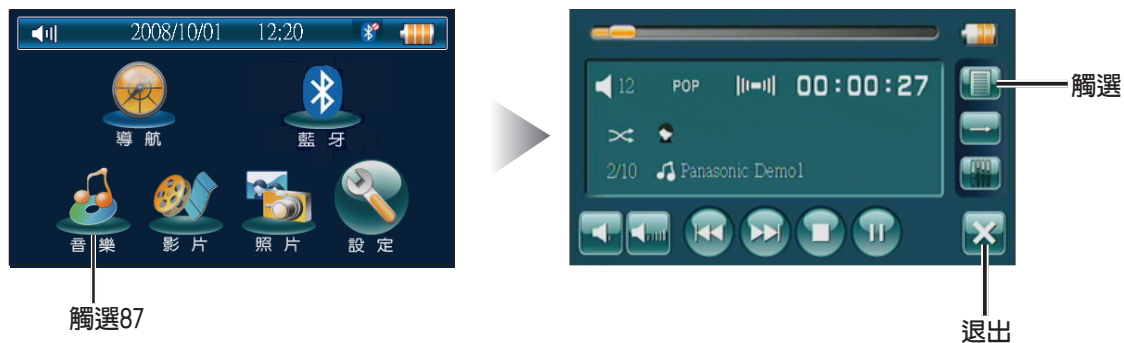 2008/10/01 12:20
導航 藍牙
音樂 影片 照片 設定
觸選87
12 POP 00:00:27
2/10 Panasonic Demo1
觸選
退出